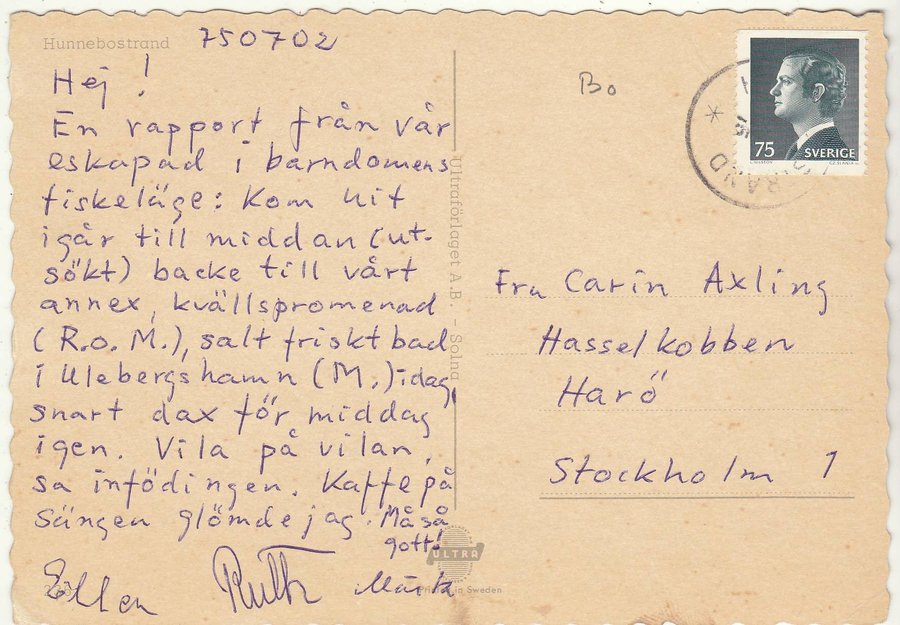 Hunnebostrand 750702
Hej!
En rapport från vår
eskapad i barndomens
fiskeläge: Kom hit
igår till middan (ut-
sökt) backe till vårt
annex, kvällspromenad
(R.o.M.), salt friskt bad
i Ulebergshamn (M.) idag,
snart dax för middag
igen. Vila på vilan,
sa infödingen. Kaffe på
sängen glömde jag. Må så
gott!
Ellen Ruth
Ultraförlaget A.B. - Solna
ULTRA
Printed in Sweden
Bo
75 SVERIGE
Fru Carin Axling
Hasselkobben
Harö
Stockholm 1